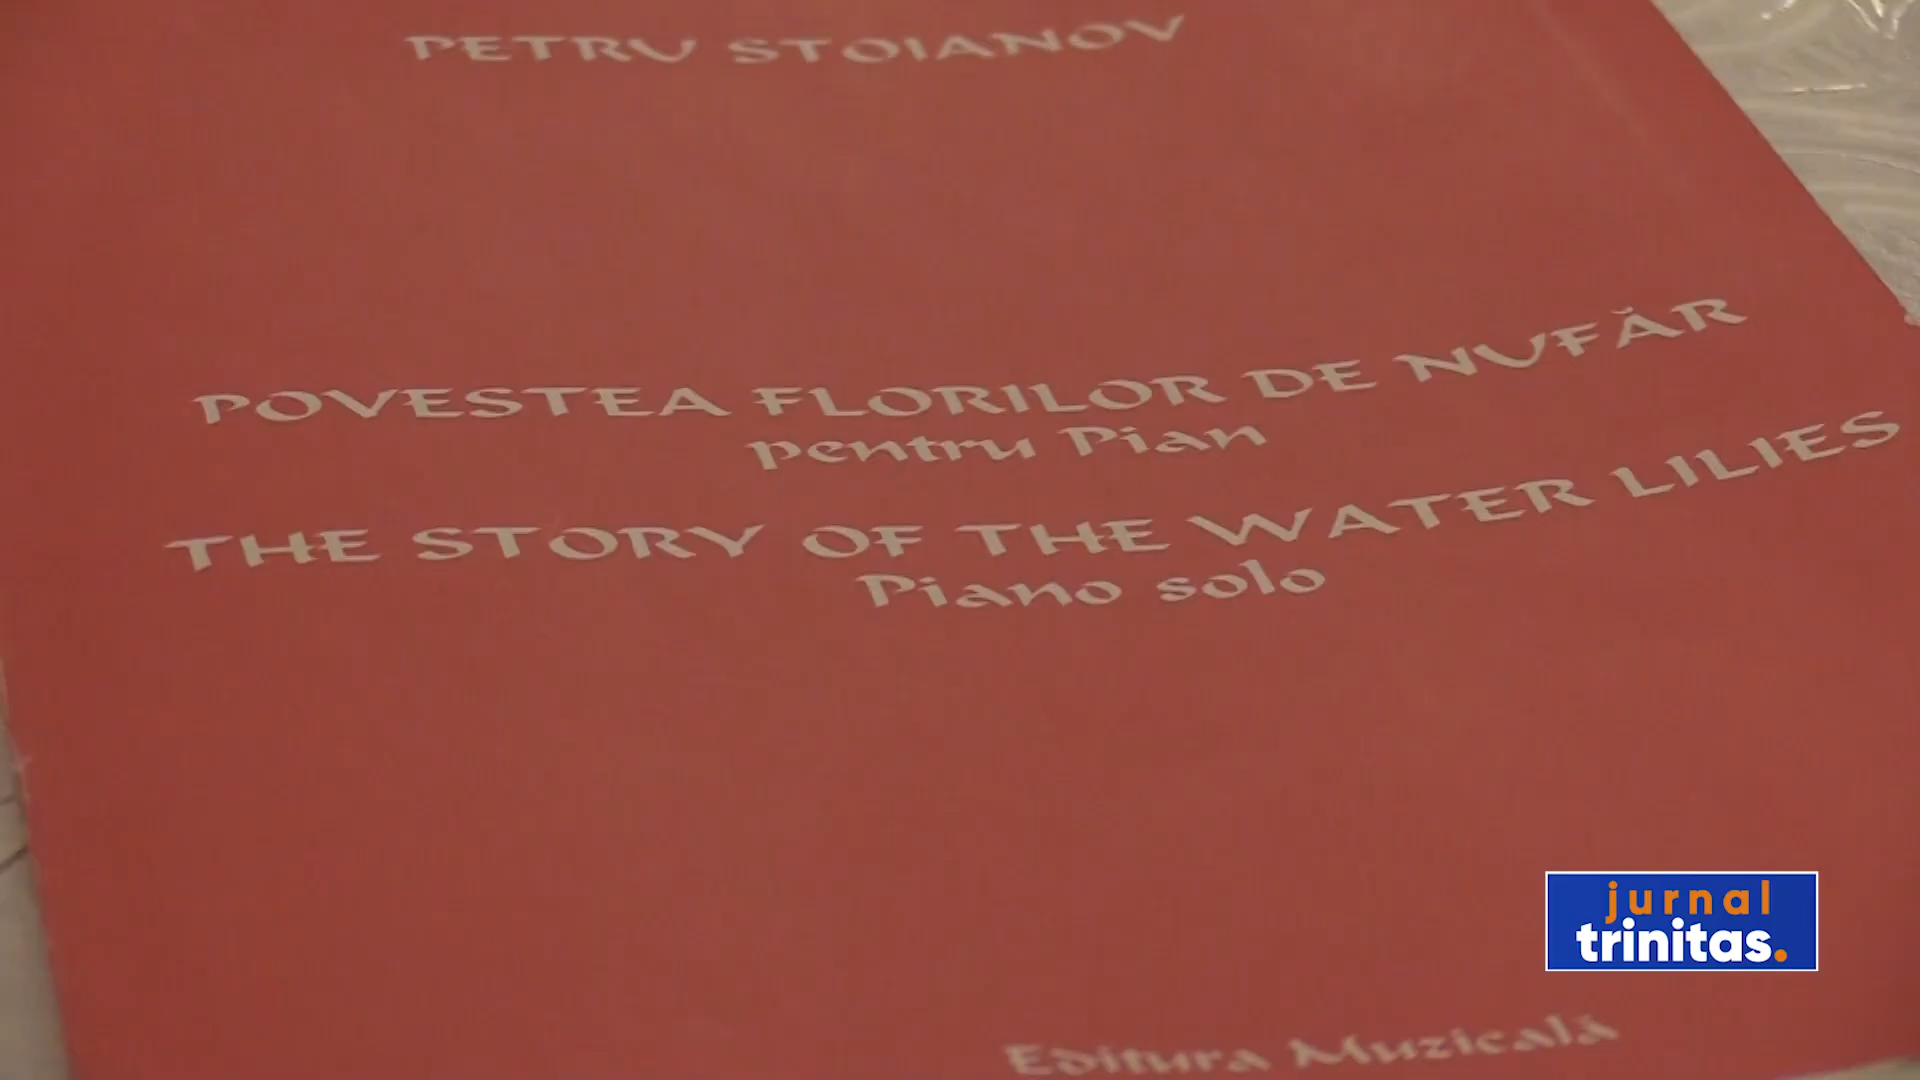 PETRU STOIANOV
POVESTEA FLORILOR DE NUFĂR
pentru Pian
THE STORY OF THE WATER LILIES
Piano solo
Editura Muzicală
jurnal
trinitas.